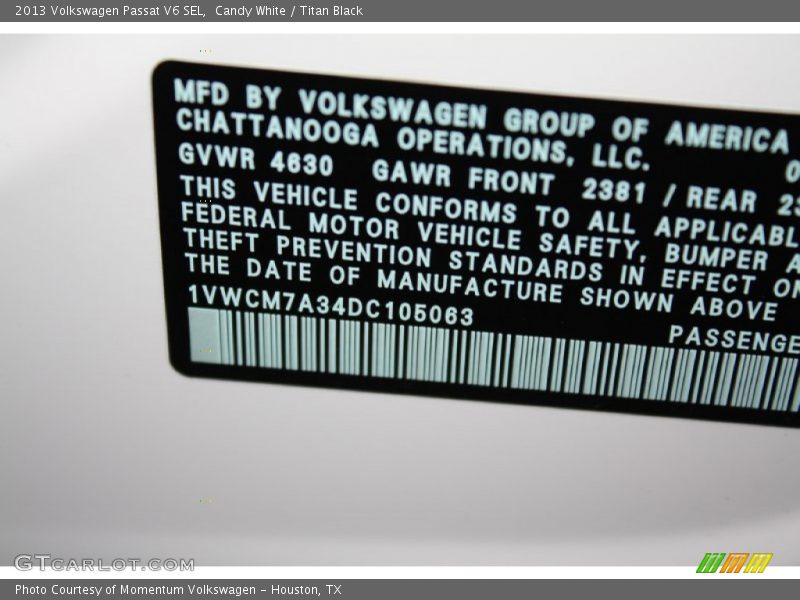 2013 Volkswagen Passat V6 SEL, Candy White / Titan Black
MFD BY VOLKSWAGEN GROUP OF AMERICA
CHATTANOOGA OPERATIONS, LLC.
GVWR 4630 GAWR FRONT 2381 / REAR
THIS VEHICLE CONFORMS TO ALL
FEDERAL MOTOR VEHICLE SAFETY, BUMPER
THEFT PREVENTION STANDARDS IN EFFECT
THE DATE OF MANUFACTURE SHOWN ABOVE
1VWCM7A34DC105063
PASSENGE
GTCARLOT.COM
Photo Courtesy of Momentum Volkswagen - Houston, TX